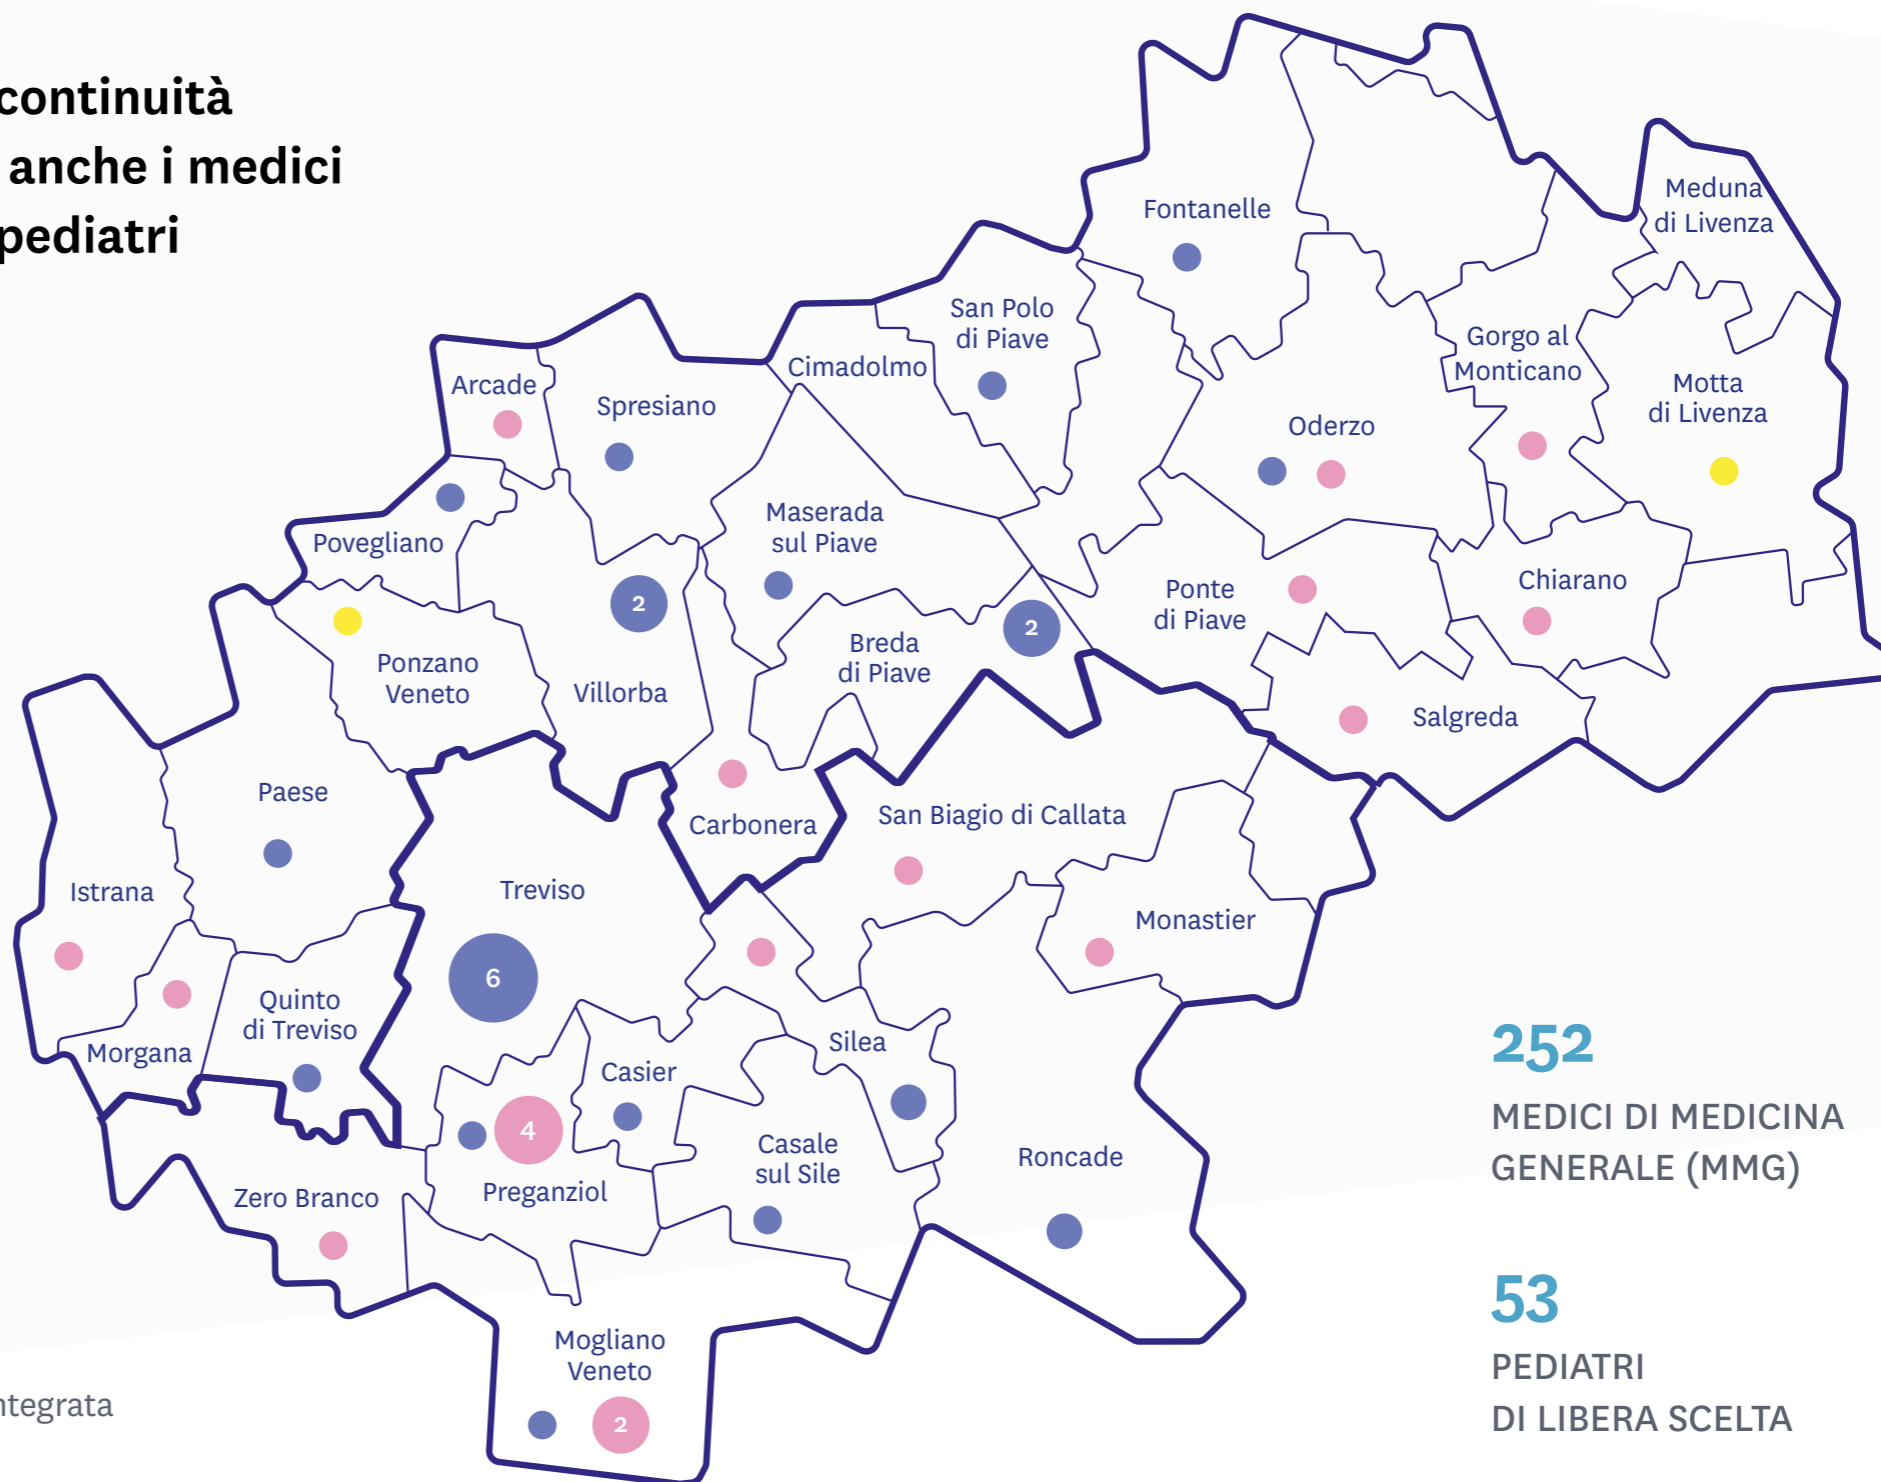 continuità
anche i medici
pediatri
Fontanelle
Meduna
di Livenza
San Polo
di Piave
Cimadolmo
Gorgo al
Monticano
Motta
di Livenza
Arcade
Spresiano
Oderzo
Povegliano
Maserada
sul Piave
2
2
Ponte
di Piave
Chiarano
Breda
di Piave
Ponzano
Veneto
Villorba
Salgreda
Paese
Carbonera
San Biagio di Callata
Istrana
Treviso
Monastier
6
Quinto
di Treviso
Morgana
Silea
Casier
4
Casale
sul Sile
Roncade
Preganziol
Zero Branco
Mogliano
Veneto
2
ntegrata
252
MEDICI DI MEDICINA
GENERALE (MMG)
53
PEDIATRI
DI LIBERA SCELTA